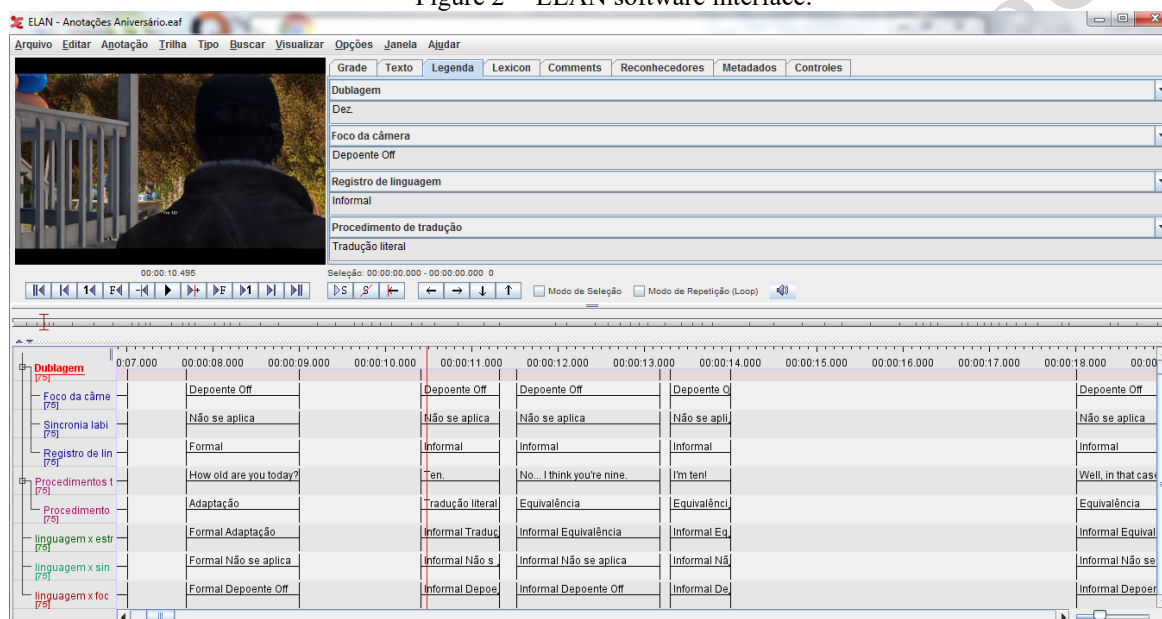 Figure 2 – ELAN software interface.
ELAN - Anotações Aniversário.eaf
Arquivo Editar Anotação Trilha Tipo Buscar Visualizar Opções Janela Ajudar
Grade Texto Legenda Lexicon Comments Reconhecedores Metadados Controles
Dublagem
Dez.
Foco da câmera
Depoente Off
Registro de linguagem
Informal
Procedimento de tradução
Tradução literal
I'm 10
00:00:10.495
Seleção: 00:00:00.000 - 00:00:00.000 0
Modo de Seleção Modo de Repetição (Loop)
0:07.000 00:00:08.000 00:00:09.000 00:00:10.000 00:00:11.000 00:00:12.000 00:00:13.000 00:00:14.000 00:00:15.000 00:00:16.000 00:00:17.000 00:00:18.000 00:00
Dublagem
[75]
Foco da câme Depoente Off Depoente Off Depoente Off Depoente O Depoente Off
[75]
Sincronia labi Não se aplica Não se aplica Não se aplica Não se apli Não se aplica
[75]
Registro de lin Formal Informal Informal Informal Informal
[75]
Procedimentos t How old are you today? Ten. No... I think you're nine. I'm ten! Well, in that case
[75]
Procedimento Adaptação Tradução literal Equivalência Equivalênci Equivalência
[75]
linguagem x estr Formal Adaptação Informal Traduç Informal Equivalência Informal Eq Informal Equival
[75]
linguagem x sin Formal Não se aplica Informal Não s Informal Não se aplica Informal Nã Informal Não se
[75]
linguagem x foc Formal Depoente Off Informal Depoe Informal Depoente Off Informal De Informal Depoer
[75]